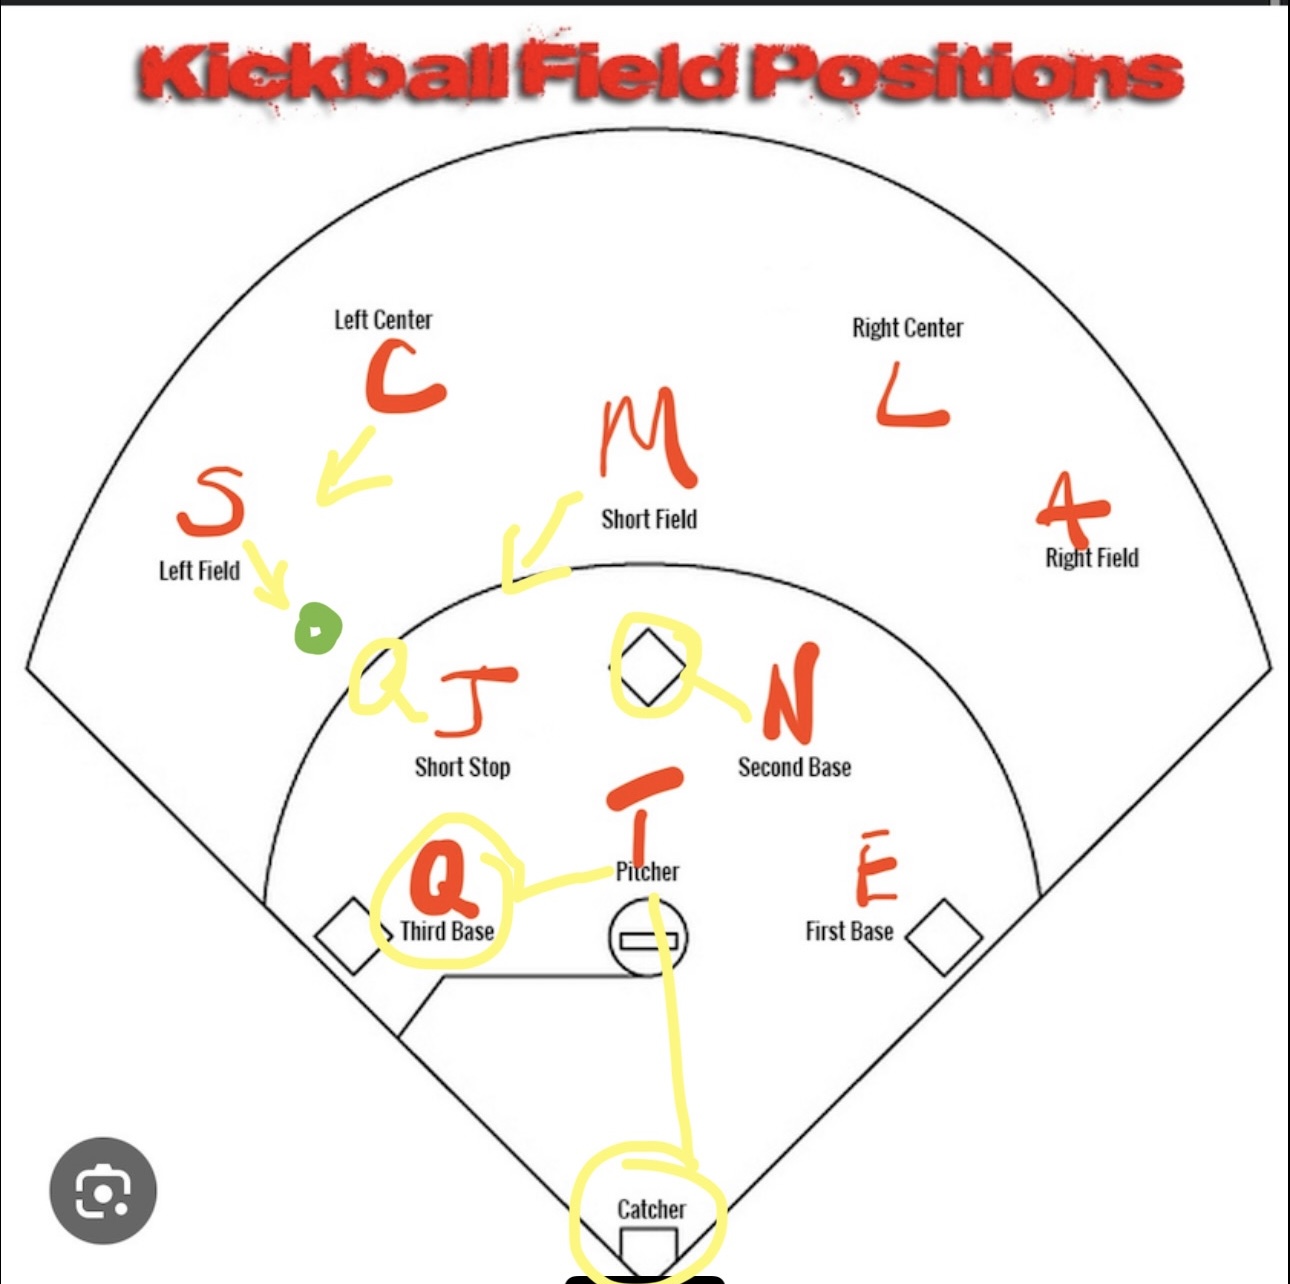 Kickball Field Positions
Left Center
Right Center
C
L
M
S
A
Short Field
Left Field
Right Field
Q
J
N
Short Stop
Second Base
T
Pitcher
Q
E
Third Base
First Base
Catcher